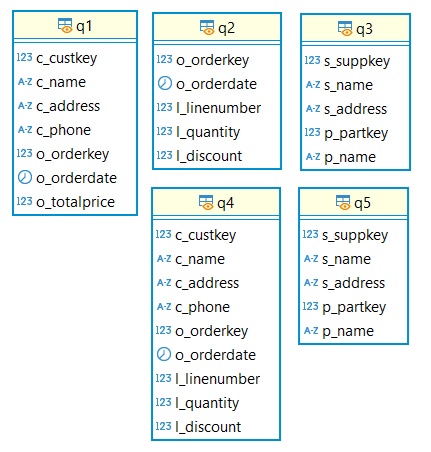 q1
123 c_custkey
A-Z c_name
A-Z c_address
A-Z c_phone
123 o_orderkey
o_orderdate
123 o_totalprice
q2
123 o_orderkey
o_orderdate
123 l_linenumber
123 l_quantity
123 l_discount
q3
123 s_suppkey
A-Z s_name
A-Z s_address
123 p_partkey
A-Z p_name
q4
123 c_custkey
A-Z c_name
A-Z c_address
A-Z c_phone
123 o_orderkey
o_orderdate
123 l_linenumber
123 l_quantity
123 l_discount
q5
123 s_suppkey
A-Z s_name
A-Z s_address
123 p_partkey
A-Z p_name